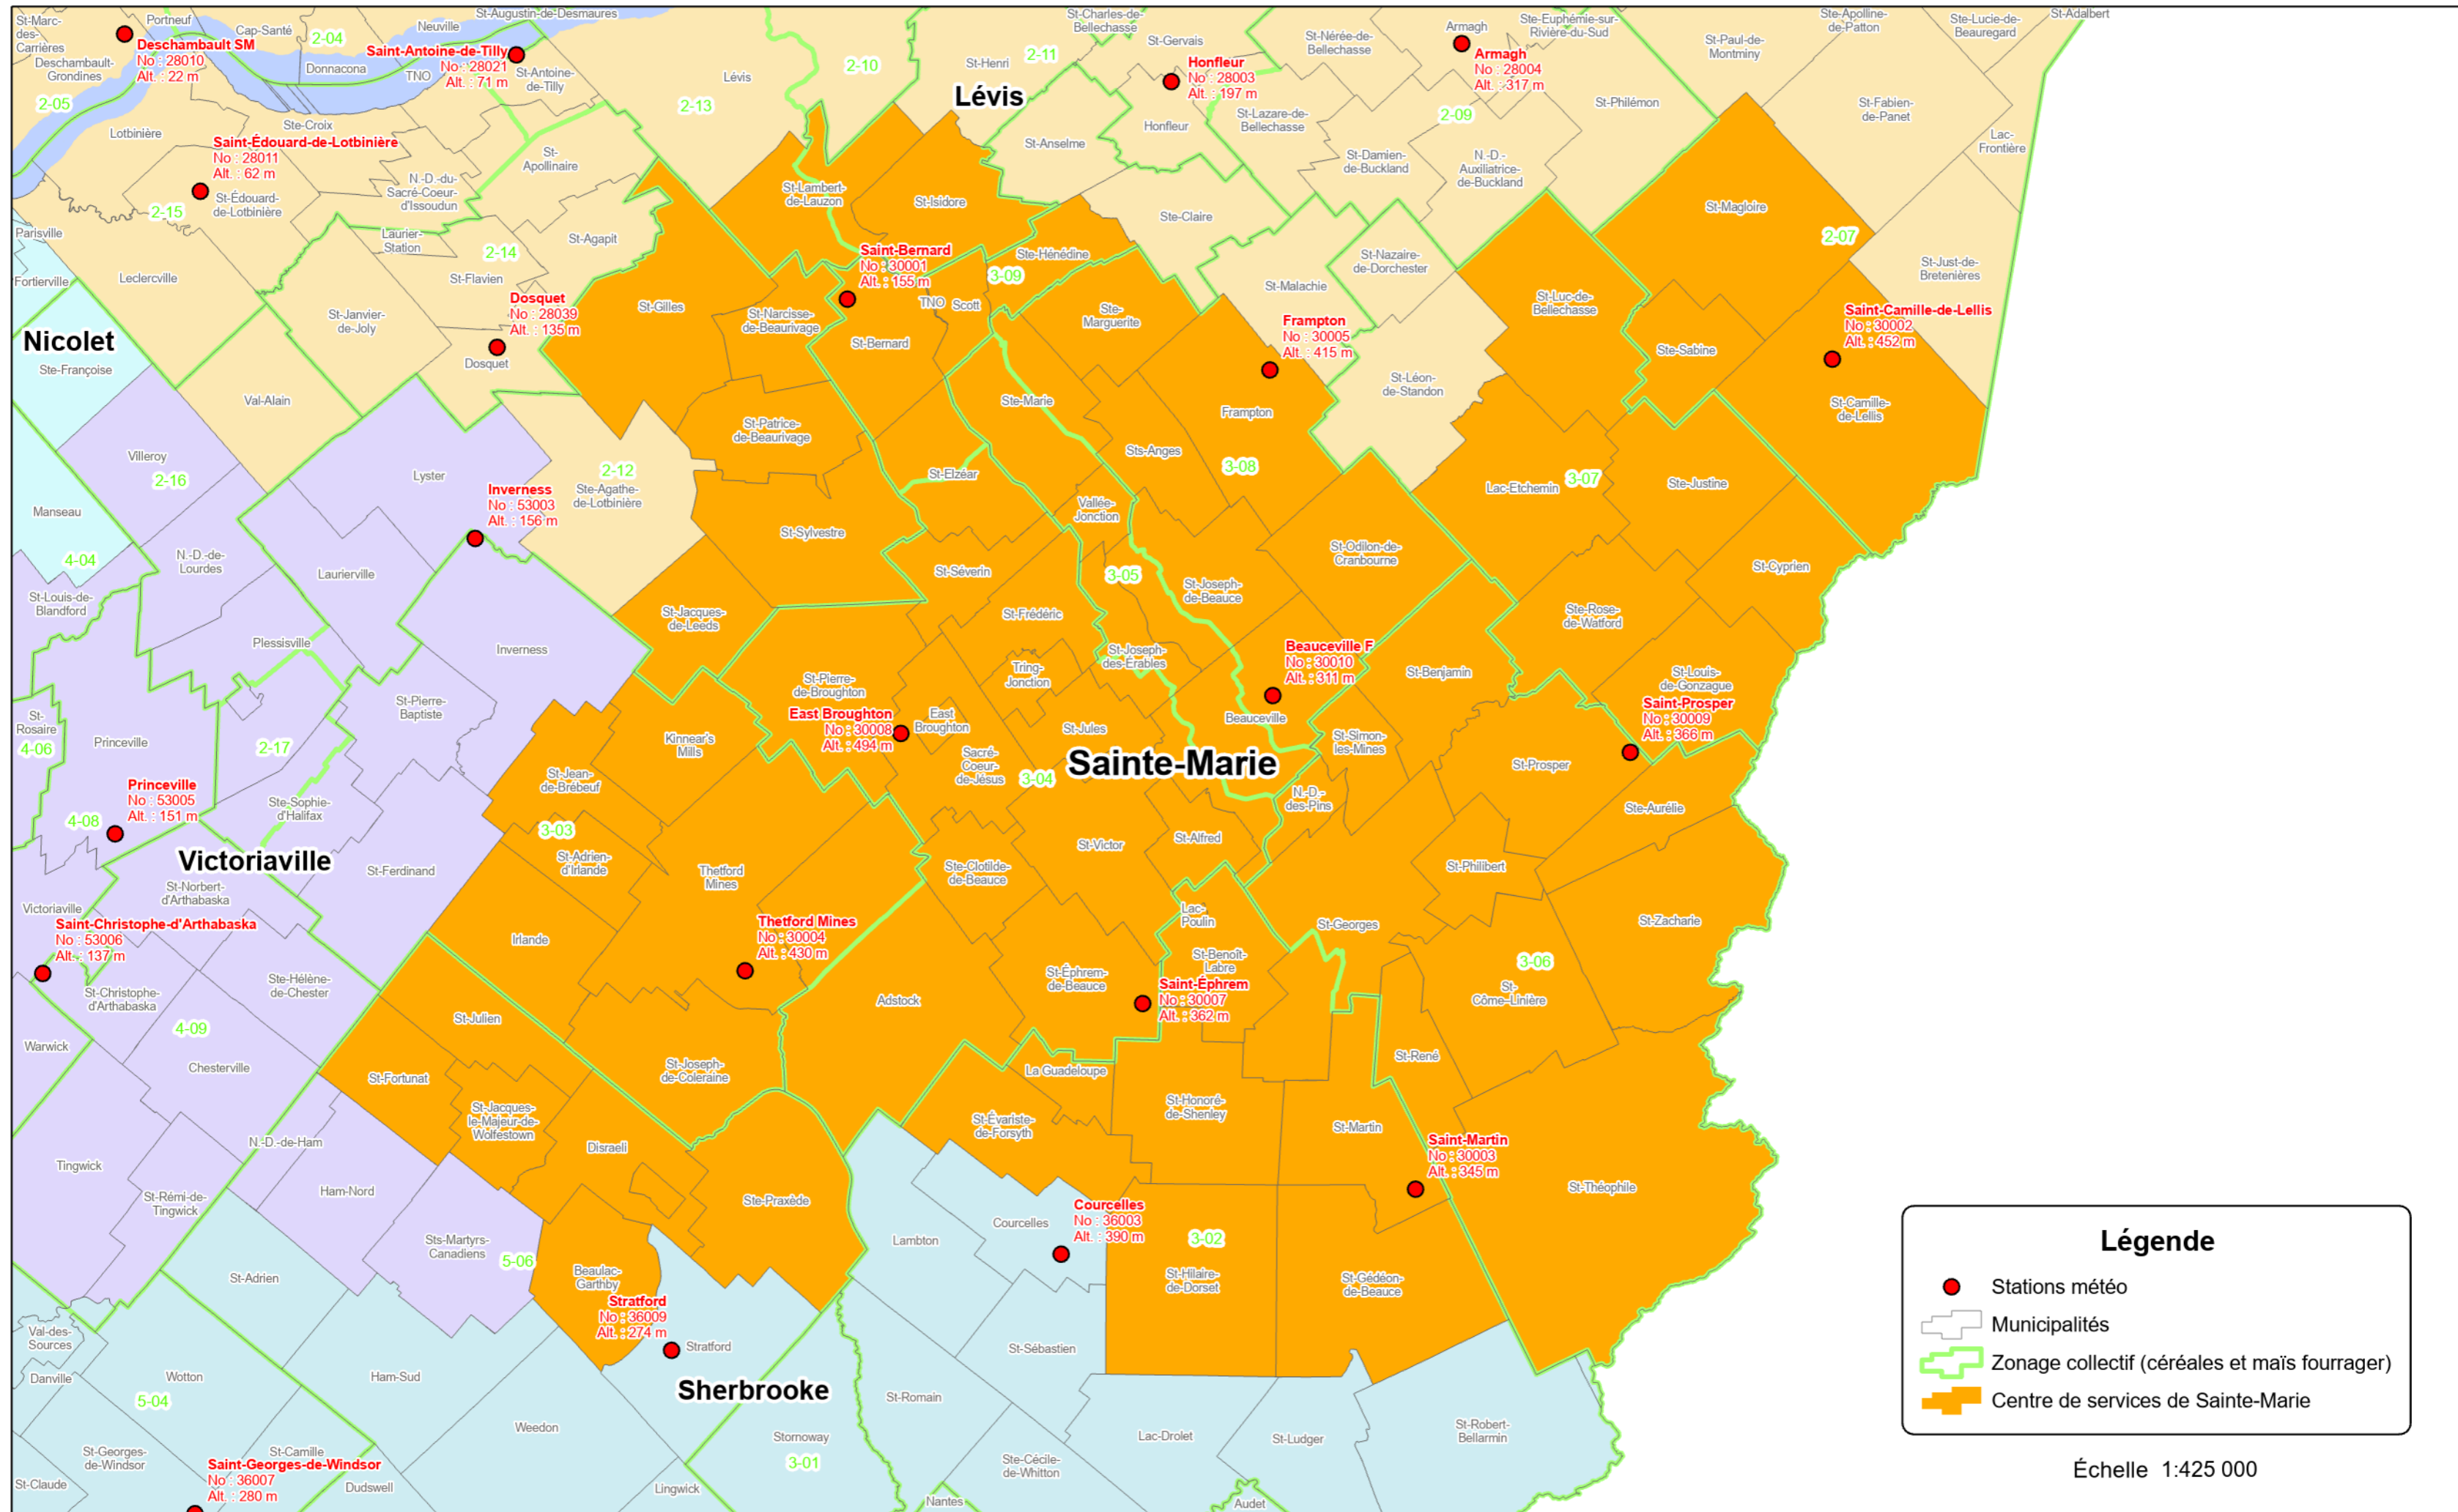 St-Marc-
des-
Carrières
Portneuf
Cap-Santé
2-04
Neuville
St-Augustin-de-Desmaures
Deschambault SM
No : 28010
Alt. : 22 m
Deschambault-
Grondines
Donnacona
TNO
Saint-Antoine-de-Tilly
No : 28021
Alt. : 71 m
St-Antoine-
de-Tilly
Lévis
2-10
2-13
2-05
Lotbinière
Ste-Croix
Saint-Édouard-de-Lotbinière
No : 28011
Alt. : 62 m
St-Édouard-
de-Lotbinière
2-15
N.-D.-du-
Sacré-Coeur-
d'Issoudun
St-
Apollinaire
Parisville
Fortierville
Leclercville
Laurier-
Station
2-14
St-Flavien
St-Agapit
St-Janvier-
de-Joly
Dosquet
No : 28039
Alt. : 135 m
Dosquet
Nicolet
Ste-Françoise
Val-Alain
St-Charles-de-
Bellechasse
2-11
St-Henri
Lévis
St-Gervais
Honfleur
No : 28003
Alt. : 197 m
Honfleur
St-Anselme
St-Nérée-de-
Bellechasse
Armagh
Armagh
No : 28004
Alt. : 317 m
Ste-Euphémie-sur-
Rivière-du-Sud
St-Lazare-de-
Bellechasse
2-09
St-Philémon
St-Damien-
de-Buckland
N.-D.-
Auxiliatrice-
de-Buckland
St-Paul-de-
Montminy
Ste-Apolline-
de-Patton
Ste-Lucie-de-
Beauregard
St-Adalbert
St-Fabien-
de-Panet
Lac-
Frontière
St-Just-de-
Bretenières
St-Magloire
2-07
St-Lambert-
de-Lauzon
St-Isidore
Ste-Claire
Saint-Bernard
No : 30001
Alt. : 155 m
Ste-Hénédine
3-09
TNO
Scott
St-Gilles
St-Narcisse-
de-Beaurivage
St-Bernard
Ste-
Marguerite
St-Malachie
St-Nazaire-
de-Dorchester
Frampton
No : 30005
Alt. : 415 m
Frampton
St-Léon-
de-Standon
St-Luc-de-
Bellechasse
Ste-Sabine
Saint-Camille-de-Lellis
No : 30002
Alt. : 452 m
St-Camille-
de-Lellis
St-Patrice-
de-Beaurivage
Ste-Marie
Sts-Anges
3-08
Villeroy
2-16
Lyster
2-12
Ste-Agathe-
de-Lotbinière
Inverness
No : 53003
Alt. : 156 m
St-Elzéar
Vallée-
Jonction
Lac-Etchemin
3-07
Ste-Justine
Manseau
4-04
N.-D.-de-
Lourdes
Laurierville
St-Sylvestre
St-Séverin
3-05
St-Joseph-
de-Beauce
St-Odilon-de-
Cranbourne
St-Cyprien
St-Louis-de-
Blandford
Plessisville
Inverness
St-Jacques-
de-Leeds
St-Frédéric
St-Joseph-
des-Érables
Ste-Rose-
de-Watford
Beauceville F
No : 30010
Alt. : 311 m
Beauceville
St-Benjamin
St-Louis-
de-Gonzague
Saint-Prosper
No : 30009
Alt. : 366 m
St-Pierre-
Baptiste
St-Pierre-
de-Broughton
Tring-
Jonction
East Broughton
No : 30008
Alt. : 494 m
East
Broughton
St-Jules
Sainte-Marie
St-Simon-
les-Mines
St-Prosper
St-
Rosaire
4-06
Princeville
2-17
Kinnear's
Mills
Sacré-
Coeur-
de-Jésus
3-04
N.-D.-
des-Pins
Ste-Aurélie
St-Jean-
de-Brébeuf
Princeville
No : 53005
Alt. : 151 m
4-08
Ste-Sophie-
d'Halifax
3-03
St-Adrien-
d'Irlande
St-Victor
St-Alfred
Victoriaville
St-Ferdinand
Thetford
Mines
Ste-Clotilde-
de-Beauce
St-Philibert
St-Norbert-
d'Arthabaska
Victoriaville
Saint-Christophe-d'Arthabaska
No : 53006
Alt. : 137 m
Irlande
Thetford Mines
No : 30004
Alt. : 430 m
Lac-
Poulin
St-Georges
St-Zacharie
St-Christophe-
d'Arthabaska
Ste-Hélène-
de-Chester
St-Benoît-
Labre
3-06
St-Éphrem-
de-Beauce
Saint-Éphrem
No : 30007
Alt. : 362 m
St-
Côme-Linière
4-09
Adstock
St-Julien
Warwick
Chesterville
St-Joseph-
de-Coleraine
La Guadeloupe
St-René
St-Fortunat
St-Jacques-
le-Majeur-de-
Wolfestown
St-Évariste-
de-Forsyth
St-Honoré-
de-Shenley
St-Martin
Saint-Martin
No : 30003
Alt. : 345 m
N.-D.-de-Ham
Disraeli
Tingwick
St-Rémi-de-
Tingwick
Ham-Nord
Ste-Praxède
St-Théophile
Courcelles
Courcelles
No : 36003
Alt. : 390 m
Sts-Martyrs-
Canadiens
5-06
Lambton
3-02
St-Adrien
Beaulac-
Garthby
St-Hilaire-
de-Dorset
St-Gédéon-
de-Beauce
Stratford
No : 36009
Alt. : 274 m
Stratford
Val-des-
Sources
St-Sébastien
Danville
Wotton
5-04
Ham-Sud
Sherbrooke
St-Romain
Weedon
Stornoway
3-01
Lac-Drolet
St-Ludger
St-Robert-
Bellarmin
St-Georges-
de-Windsor
St-Camille
Ste-Cécile-
de-Whitton
St-Claude
Saint-Georges-de-Windsor
No : 36007
Alt. : 280 m
Dudswell
Lingwick
Nantes
Audet
Légende
Stations météo
Municipalités
Zonage collectif (céréales et maïs fourrager)
Centre de services de Sainte-Marie
Échelle 1:425 000